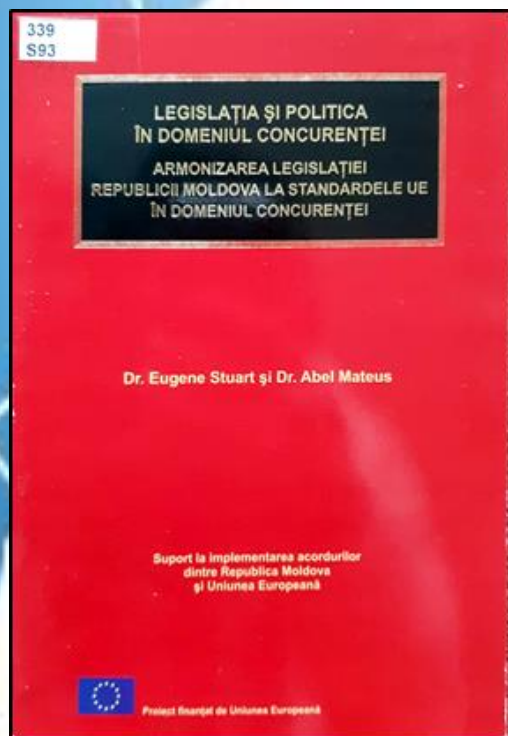 339
S93
LEGISLAȚIA ȘI POLITICA
ÎN DOMENIUL CONCURENȚEI
ARMONIZAREA LEGISLAȚIEI
REPUBLICII MOLDOVA LA STANDARDELE UE
ÎN DOMENIUL CONCURENȚEI
Dr. Eugene Stuart și Dr. Abel Mateus
Suport la implementarea acordurilor
dintre Republica Moldova
și Uniunea Europeană
Proiect finanțat de Uniunea Europeană